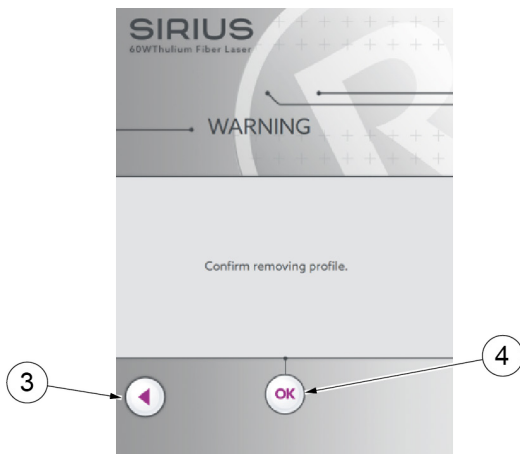 SIRIUS
60WThulium Fiber Laser
WARNING
Confirm removing profile.
3
OK
4